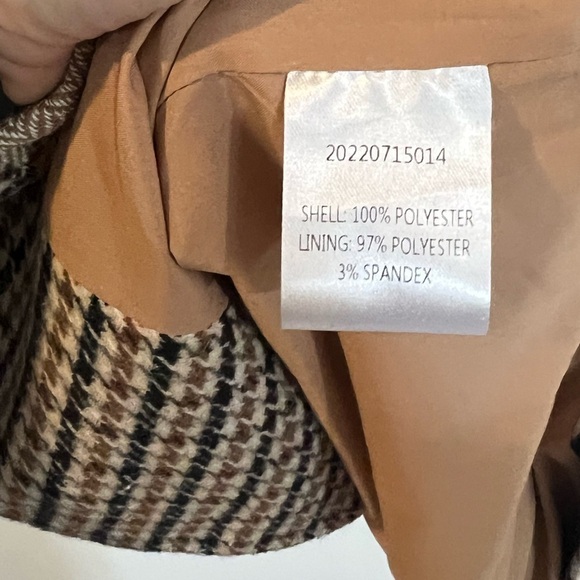 20220715014
SHELL: 100% POLYESTER
LINING: 97% POLYESTER
3% SPANDEX